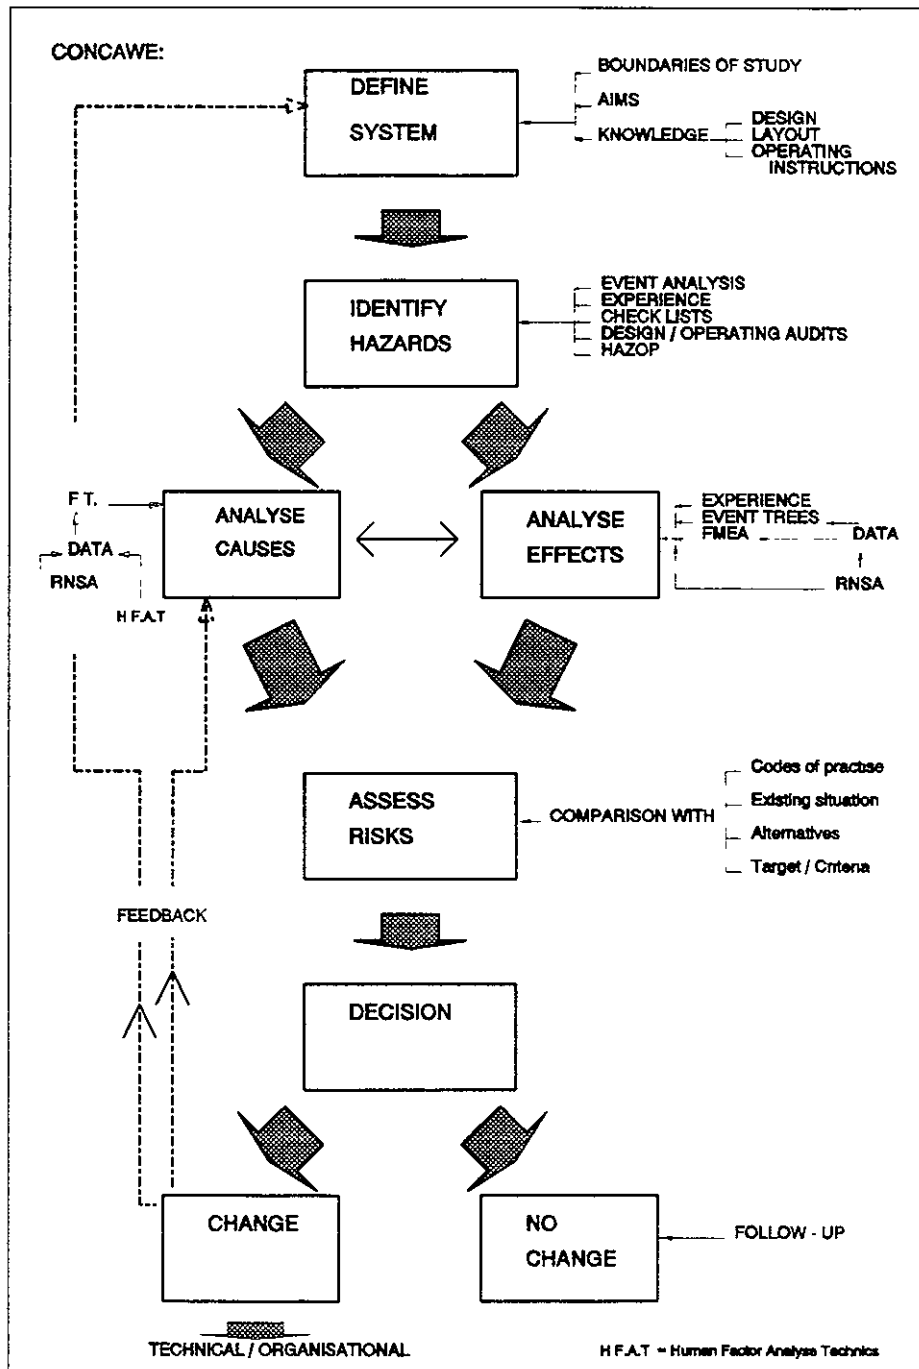 CONCAWE:
DEFINE
SYSTEM
BOUNDARIES OF STUDY
AIMS
KNOWLEDGE
DESIGN
LAYOUT
OPERATING
INSTRUCTIONS
IDENTIFY
HAZARDS
EVENT ANALYSIS
EXPERIENCE
CHECK LISTS
DESIGN / OPERATING AUDITS
HAZOP
F T.
DATA
RNSA
H F.A.T
ANALYSE
CAUSES
ANALYSE
EFFECTS
EXPERIENCE
EVENT TREES
FMEA
DATA
RNSA
ASSESS
RISKS
COMPARISON WITH
Codes of practise
Existing situation
Alternatives
Target / Criteria
FEEDBACK
DECISION
CHANGE
NO
CHANGE
FOLLOW - UP
TECHNICAL / ORGANISATIONAL
H F.A.T = Human Factor Analyse Technics